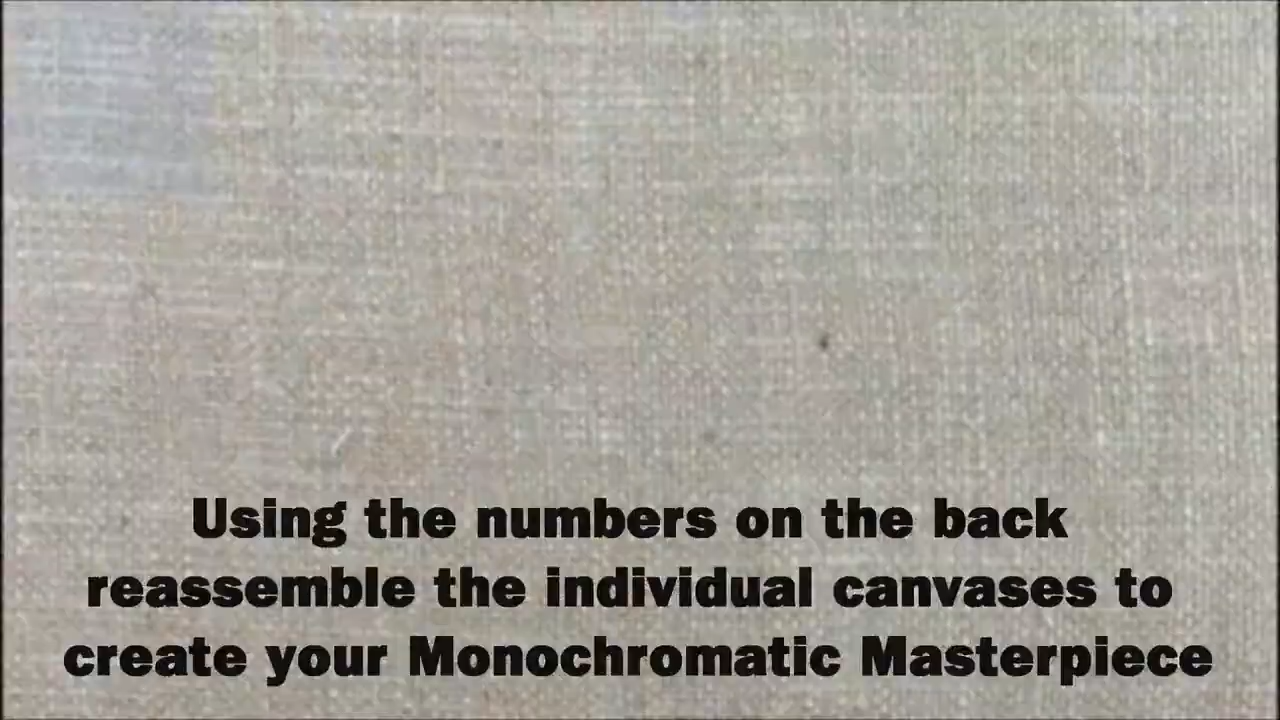 Using the numbers on the back
reassemble the individual canvases to
create your Monochromatic Masterpiece